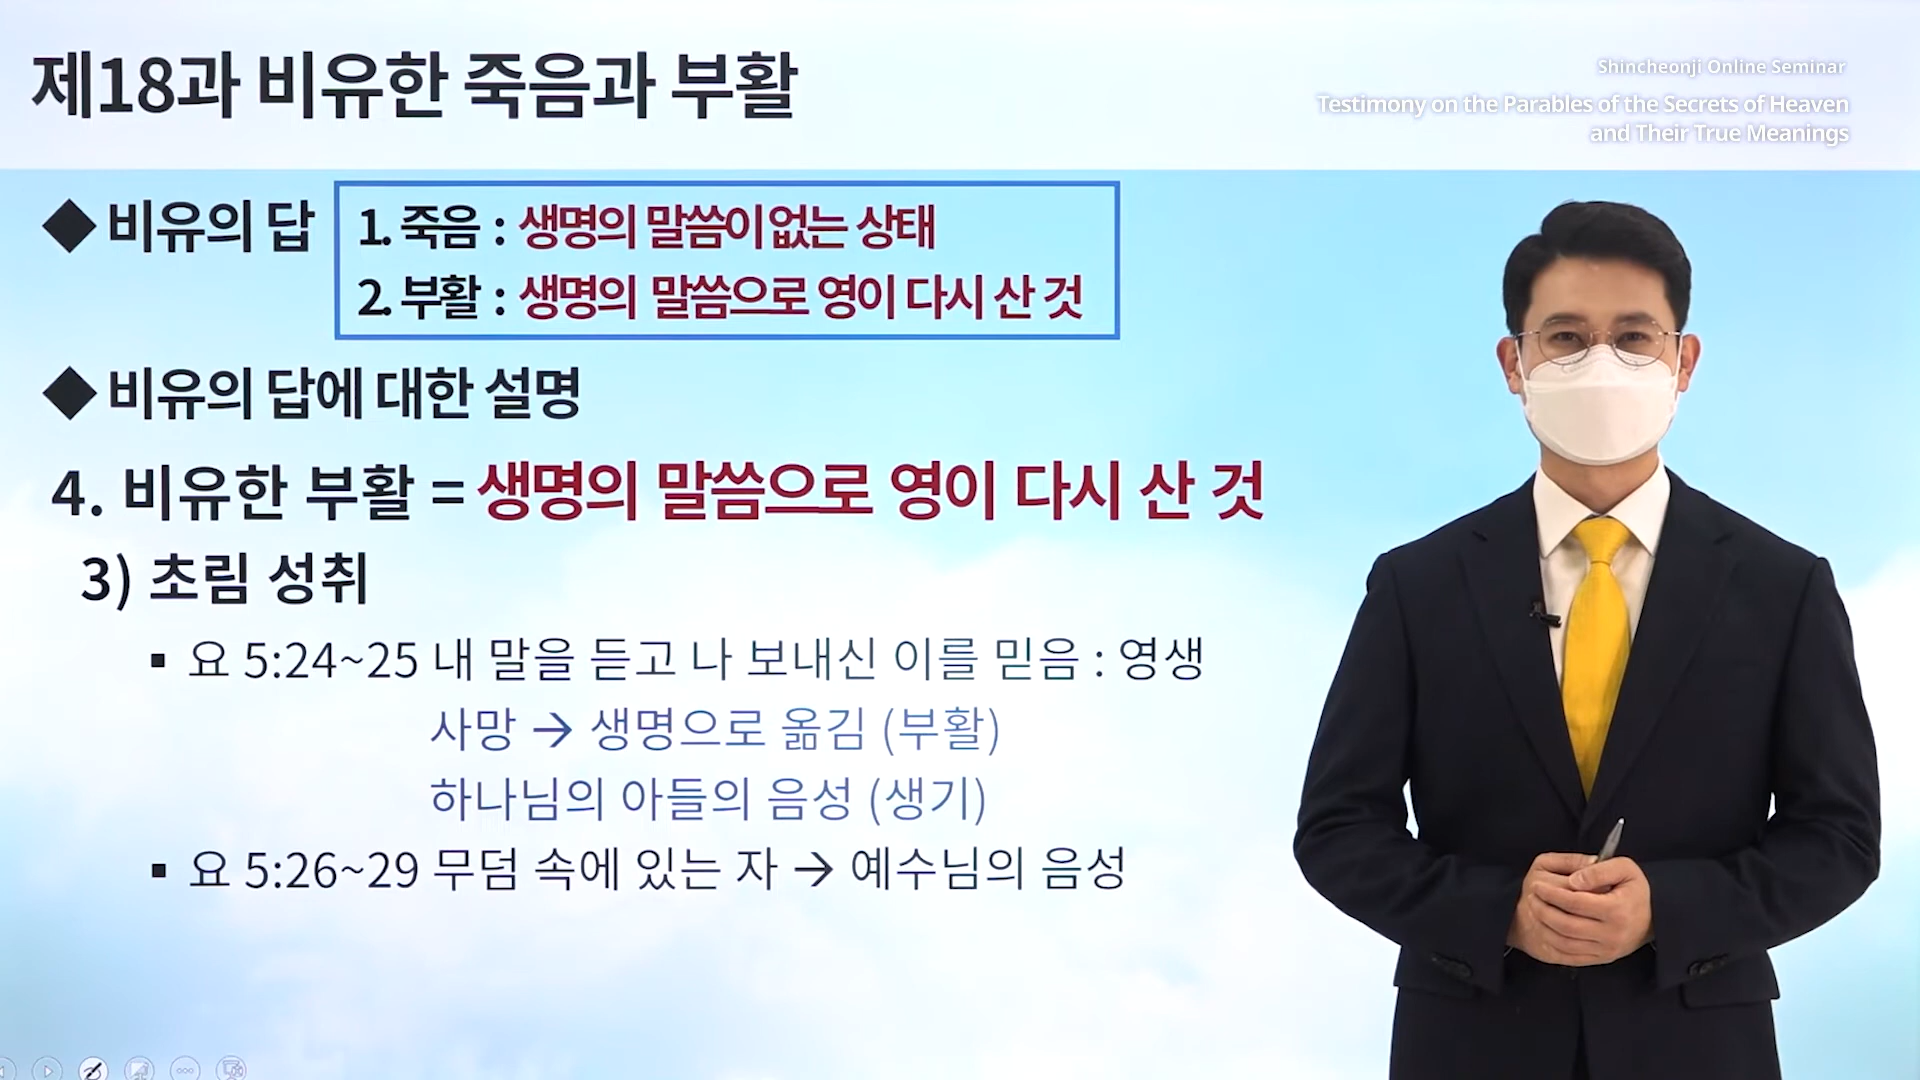 제18과 비유한 죽음과 부활
Shincheonji Online Seminar
Testimony on the Parables of the Secrets of Heaven
and Their True Meanings
◆ 비유의 답
1. 죽음 : 생명의 말씀이 없는 상태
2. 부활 : 생명의 말씀으로 영이 다시 산 것
◆ 비유의 답에 대한 설명
4. 비유한 부활 = 생명의 말씀으로 영이 다시 산 것
3) 초림 성취
▪ 요 5:24~25 내 말을 듣고 나 보내신 이를 믿음 : 영생
사망 → 생명으로 옮김 (부활)
하나님의 아들의 음성 (생기)
▪ 요 5:26~29 무덤 속에 있는 자 → 예수님의 음성